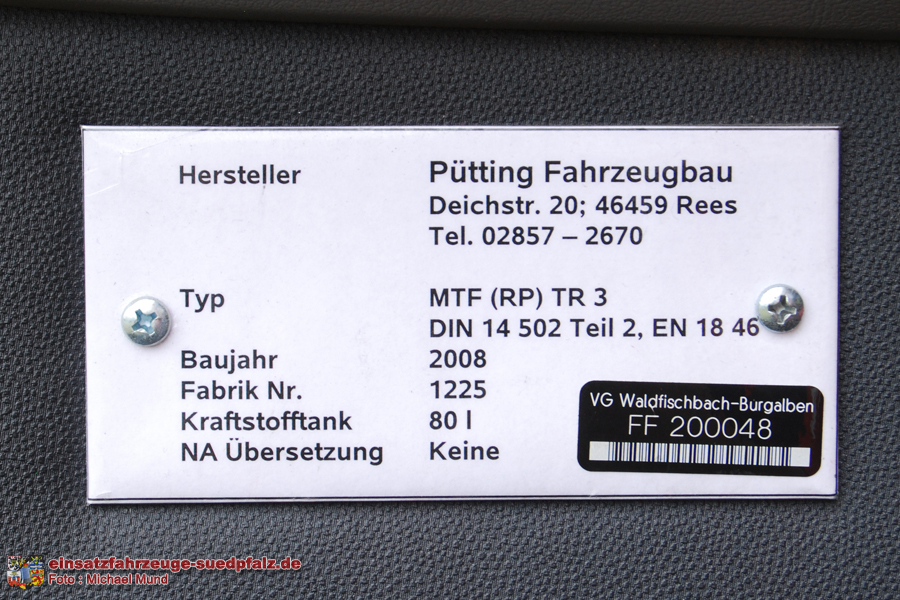 Hersteller Pütting Fahrzeugbau
Deichstr. 20; 46459 Rees
Tel. 02857 – 2670
Typ MTF (RP) TR 3
DIN 14 502 Teil 2, EN 18 46
Baujahr 2008
Fabrik Nr. 1225
Kraftstofftank 80 l
NA Übersetzung Keine
VG Waldfischbach-Burgalben
FF 200048
einsatzfahrzeuge-suedpfalz.de
Foto : Michael Mund